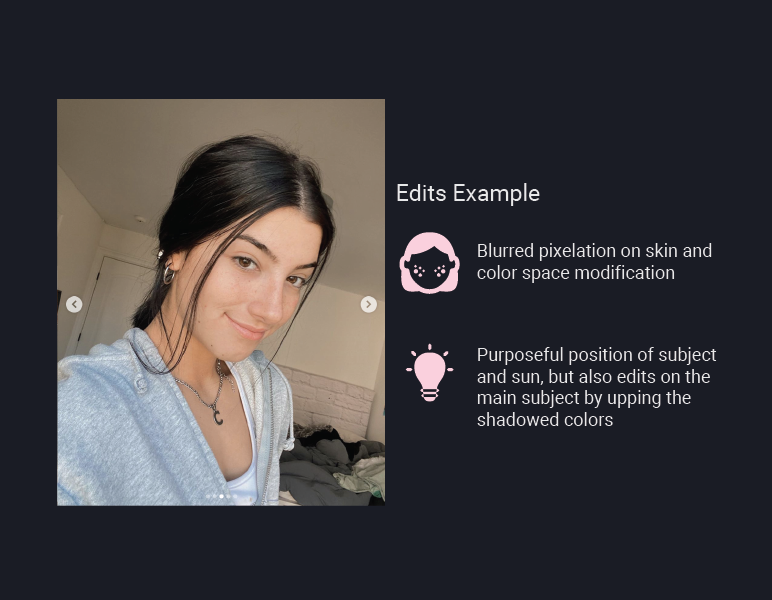 Edits Example
Blurred pixelation on skin and
color space modification
Purposeful position of subject
and sun, but also edits on the
main subject by upping the
shadowed colors
C